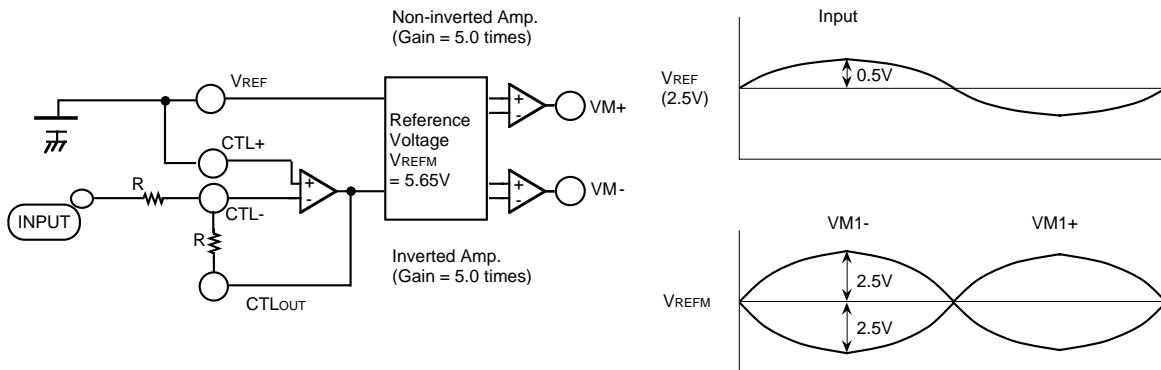 Non-inverted Amp.
(Gain = 5.0 times)
VREF
CTL+
R
INPUT
CTL-
R
CTLOUT
Reference
Voltage
VREFM
= 5.65V
+
-
+
-
VM+
+
-
VM-
Inverted Amp.
(Gain = 5.0 times)
Input
VREF
(2.5V)
0.5V
VM1-
VM1+
VREFM
2.5V
2.5V